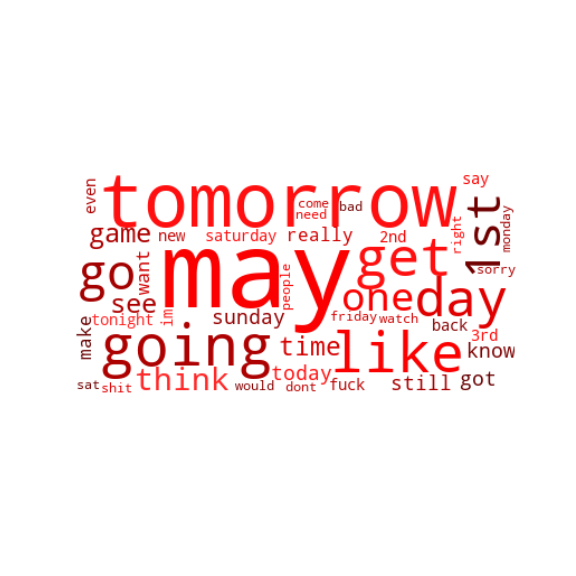 tomorrow
say
even
come
bad
need
1st
right
monday
game
new
saturday
really
2nd
may
get
go
want
people
sorry
see
im
one
day
tonight
sunday
friday
watch
back
3rd
make
going
time
like
know
think
today
still
got
sat
shit
would
dont
fuck